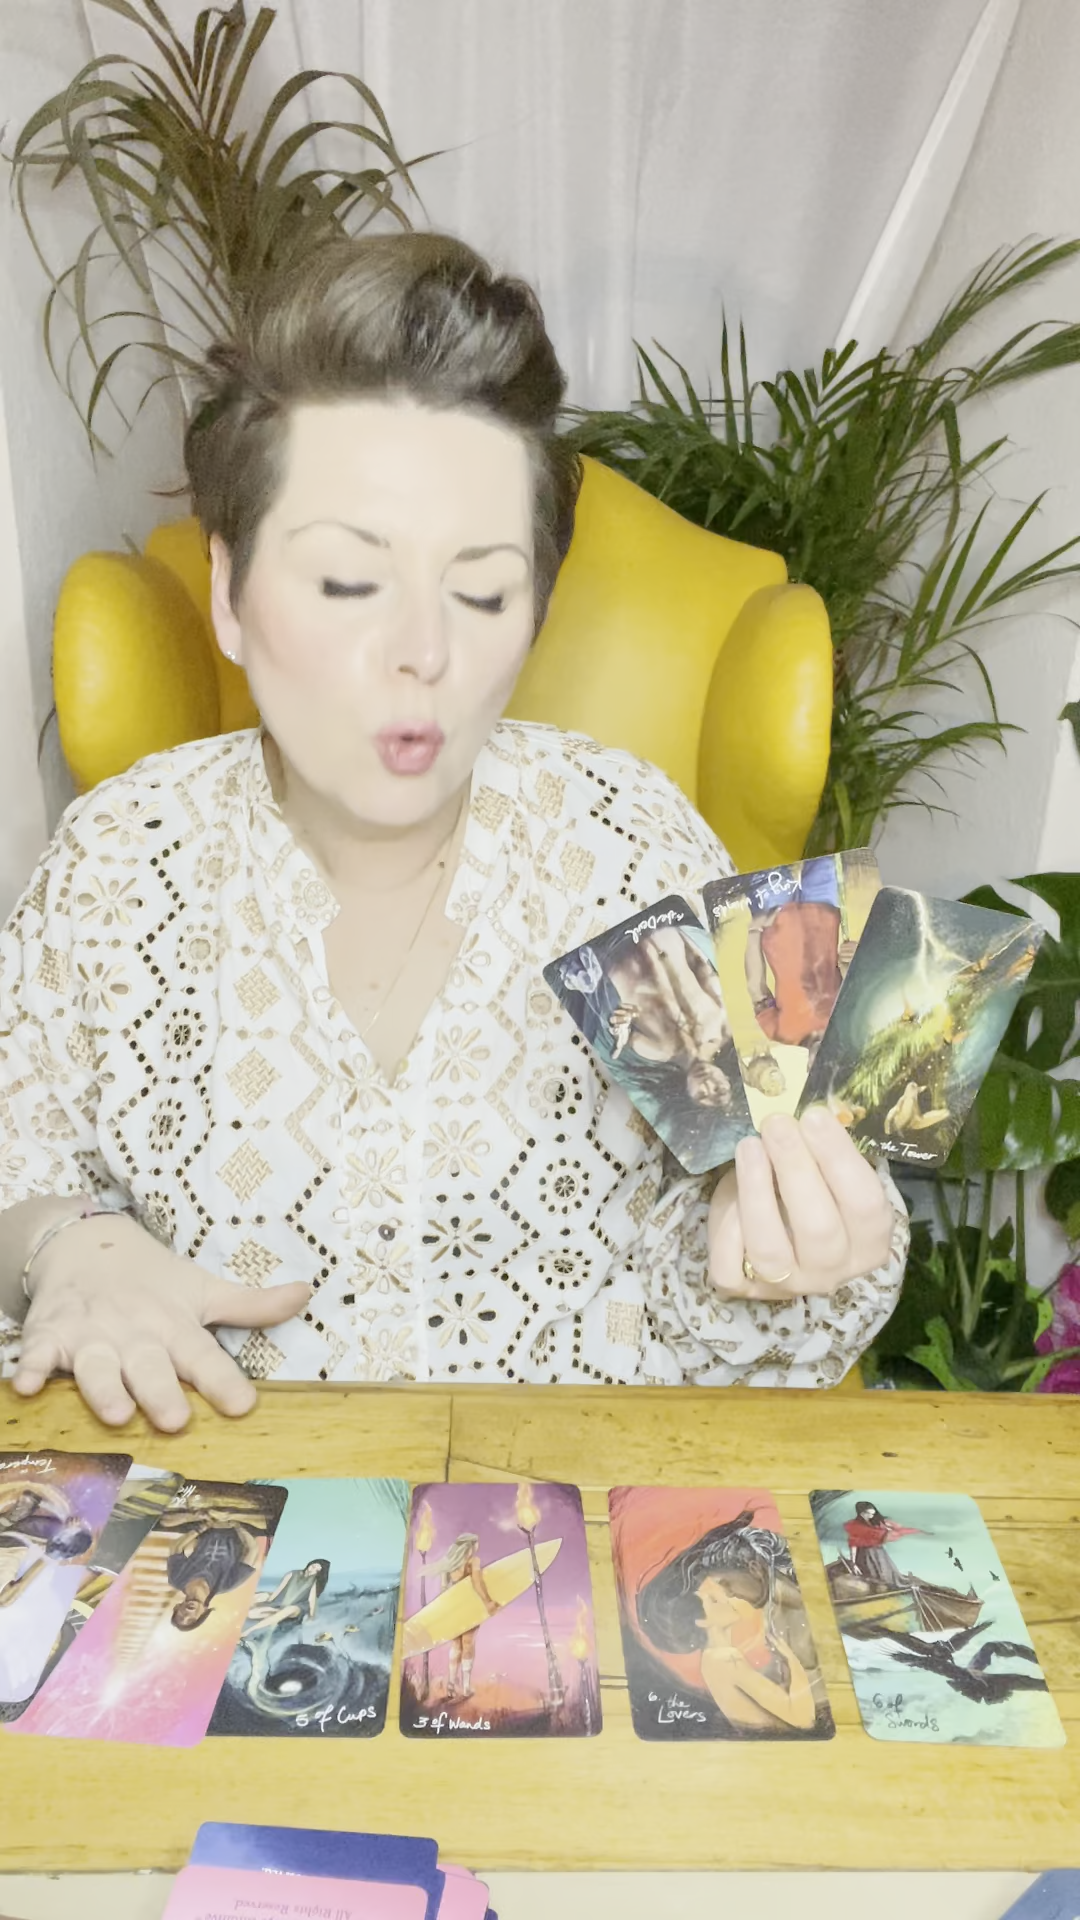 the Devil
King of Wands
the Tower
Tempera
5 of Cups
3 of Wands
6. the
Lovers
6 of
Swords
All Rights Reserved